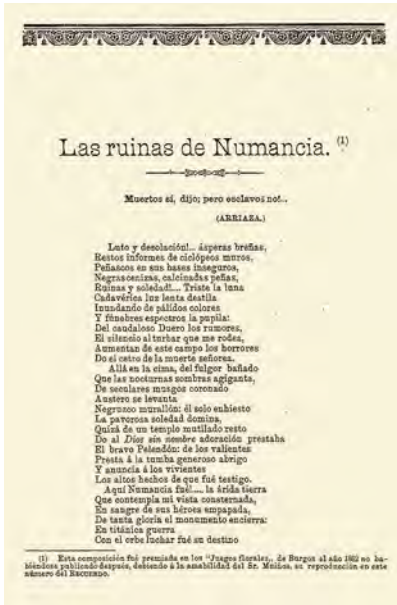 Las ruinas de Numancia. (1)
Muertos sí, dijo; pero esclavos no!..
(ARRIAZA.)
Luto y desolación!.. ásperas breñas,
Restos informes de ciclópeos muros,
Peñascos en sus bases inseguros,
Negras cenizas, calcinadas peñas,
Ruinas y soledad!.... Triste la luna
Cadavérica luz lenta destila
Inundando de pálidos colores
Y fúnebres espectros la pupila:
Del caudaloso Duero los rumores,
El silencio al turbar que me rodea,
Aumentan de este campo los horrores
Do el cetro de la muerte señorea.
Allá en la cima, del fulgor bañado
Que las nocturnas sombras agiganta,
De seculares musgos coronado
Austero se levanta
Negruzco murallón: él solo enhiesto
La pavorosa soledad domina,
Quizá de un templo mutilado resto
Do al Dios sin nombre adoración prestaba
El bravo Pelendón: de los valientes
Presta á la tumba generoso abrigo
Y anuncia á los vivientes
Los altos hechos de que fué testigo.
Aquí Numancia fué!..... la árida tierra
Que contempla mi vista consternada,
En sangre de sus héroes empapada,
De tanta gloria el monumento encierra:
En titánica guerra
Con el orbe luchar fué su destino
(1) Esta composición fué premiada en los "Juegos florales,, de Burgos el año 1882 no ha-
biéndose publicado después, debiendo á la amabilidad del Sr. Muñoz, su reproducción en este
número del RECUERDO.